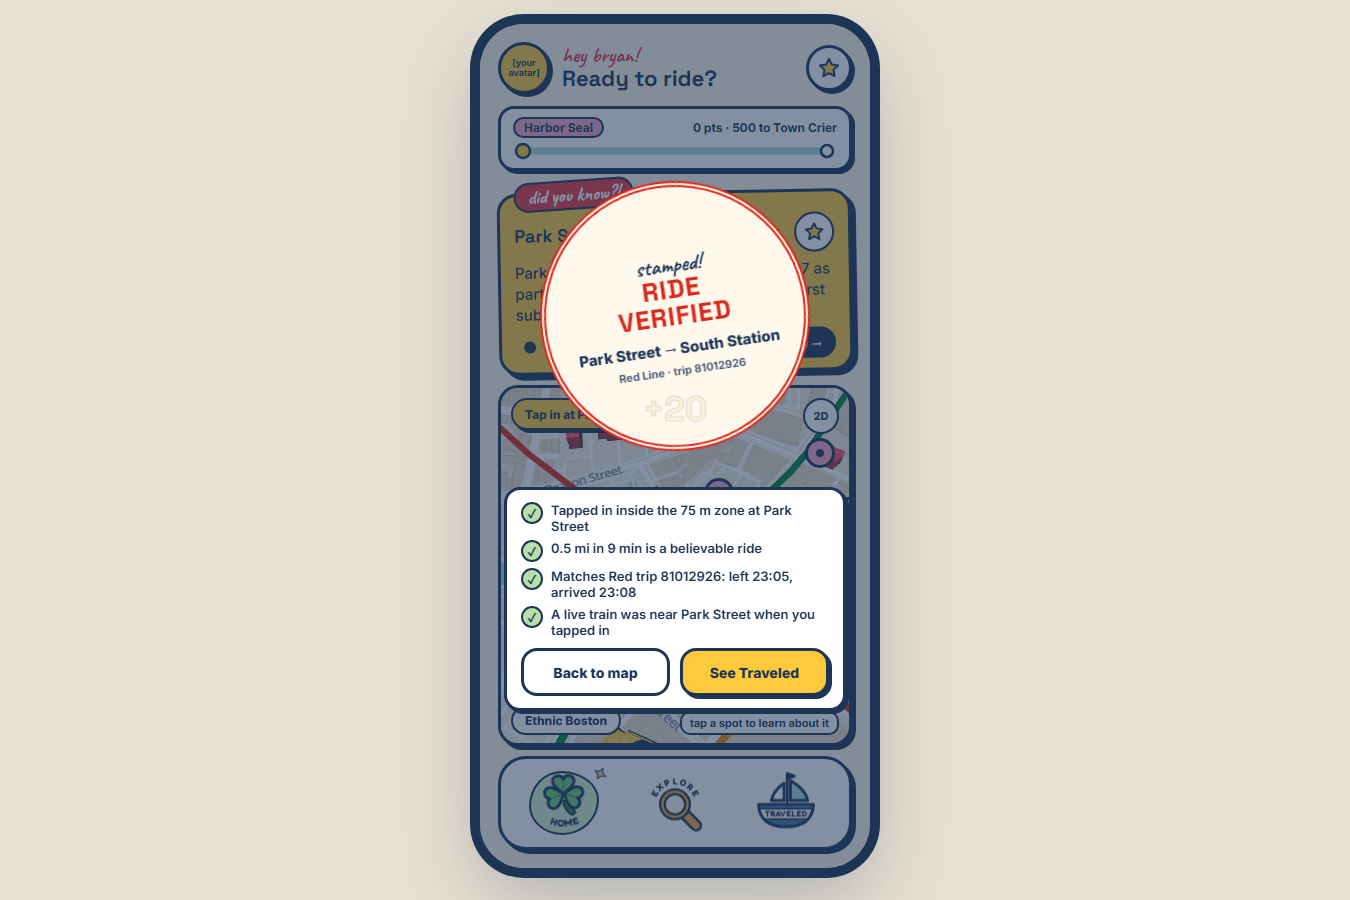 [your
avatar]
hey bryan!
Ready to ride?
Harbor Seal
0 pts · 500 to Town Crier
did you know?!
Park
Park
7 as
part
rst
sub
→
stamped!
RIDE
VERIFIED
Park Street → South Station
Red Line · trip 81012926
+20
Tap in at
2D
Street
Tapped in inside the 75 m zone at Park
Street
0.5 mi in 9 min is a believable ride
Matches Red trip 81012926: left 23:05,
arrived 23:08
A live train was near Park Street when you
tapped in
Back to map
See Traveled
Ethnic Boston
tap a spot to learn about it
HOME
EXPLORE
TRAVELED